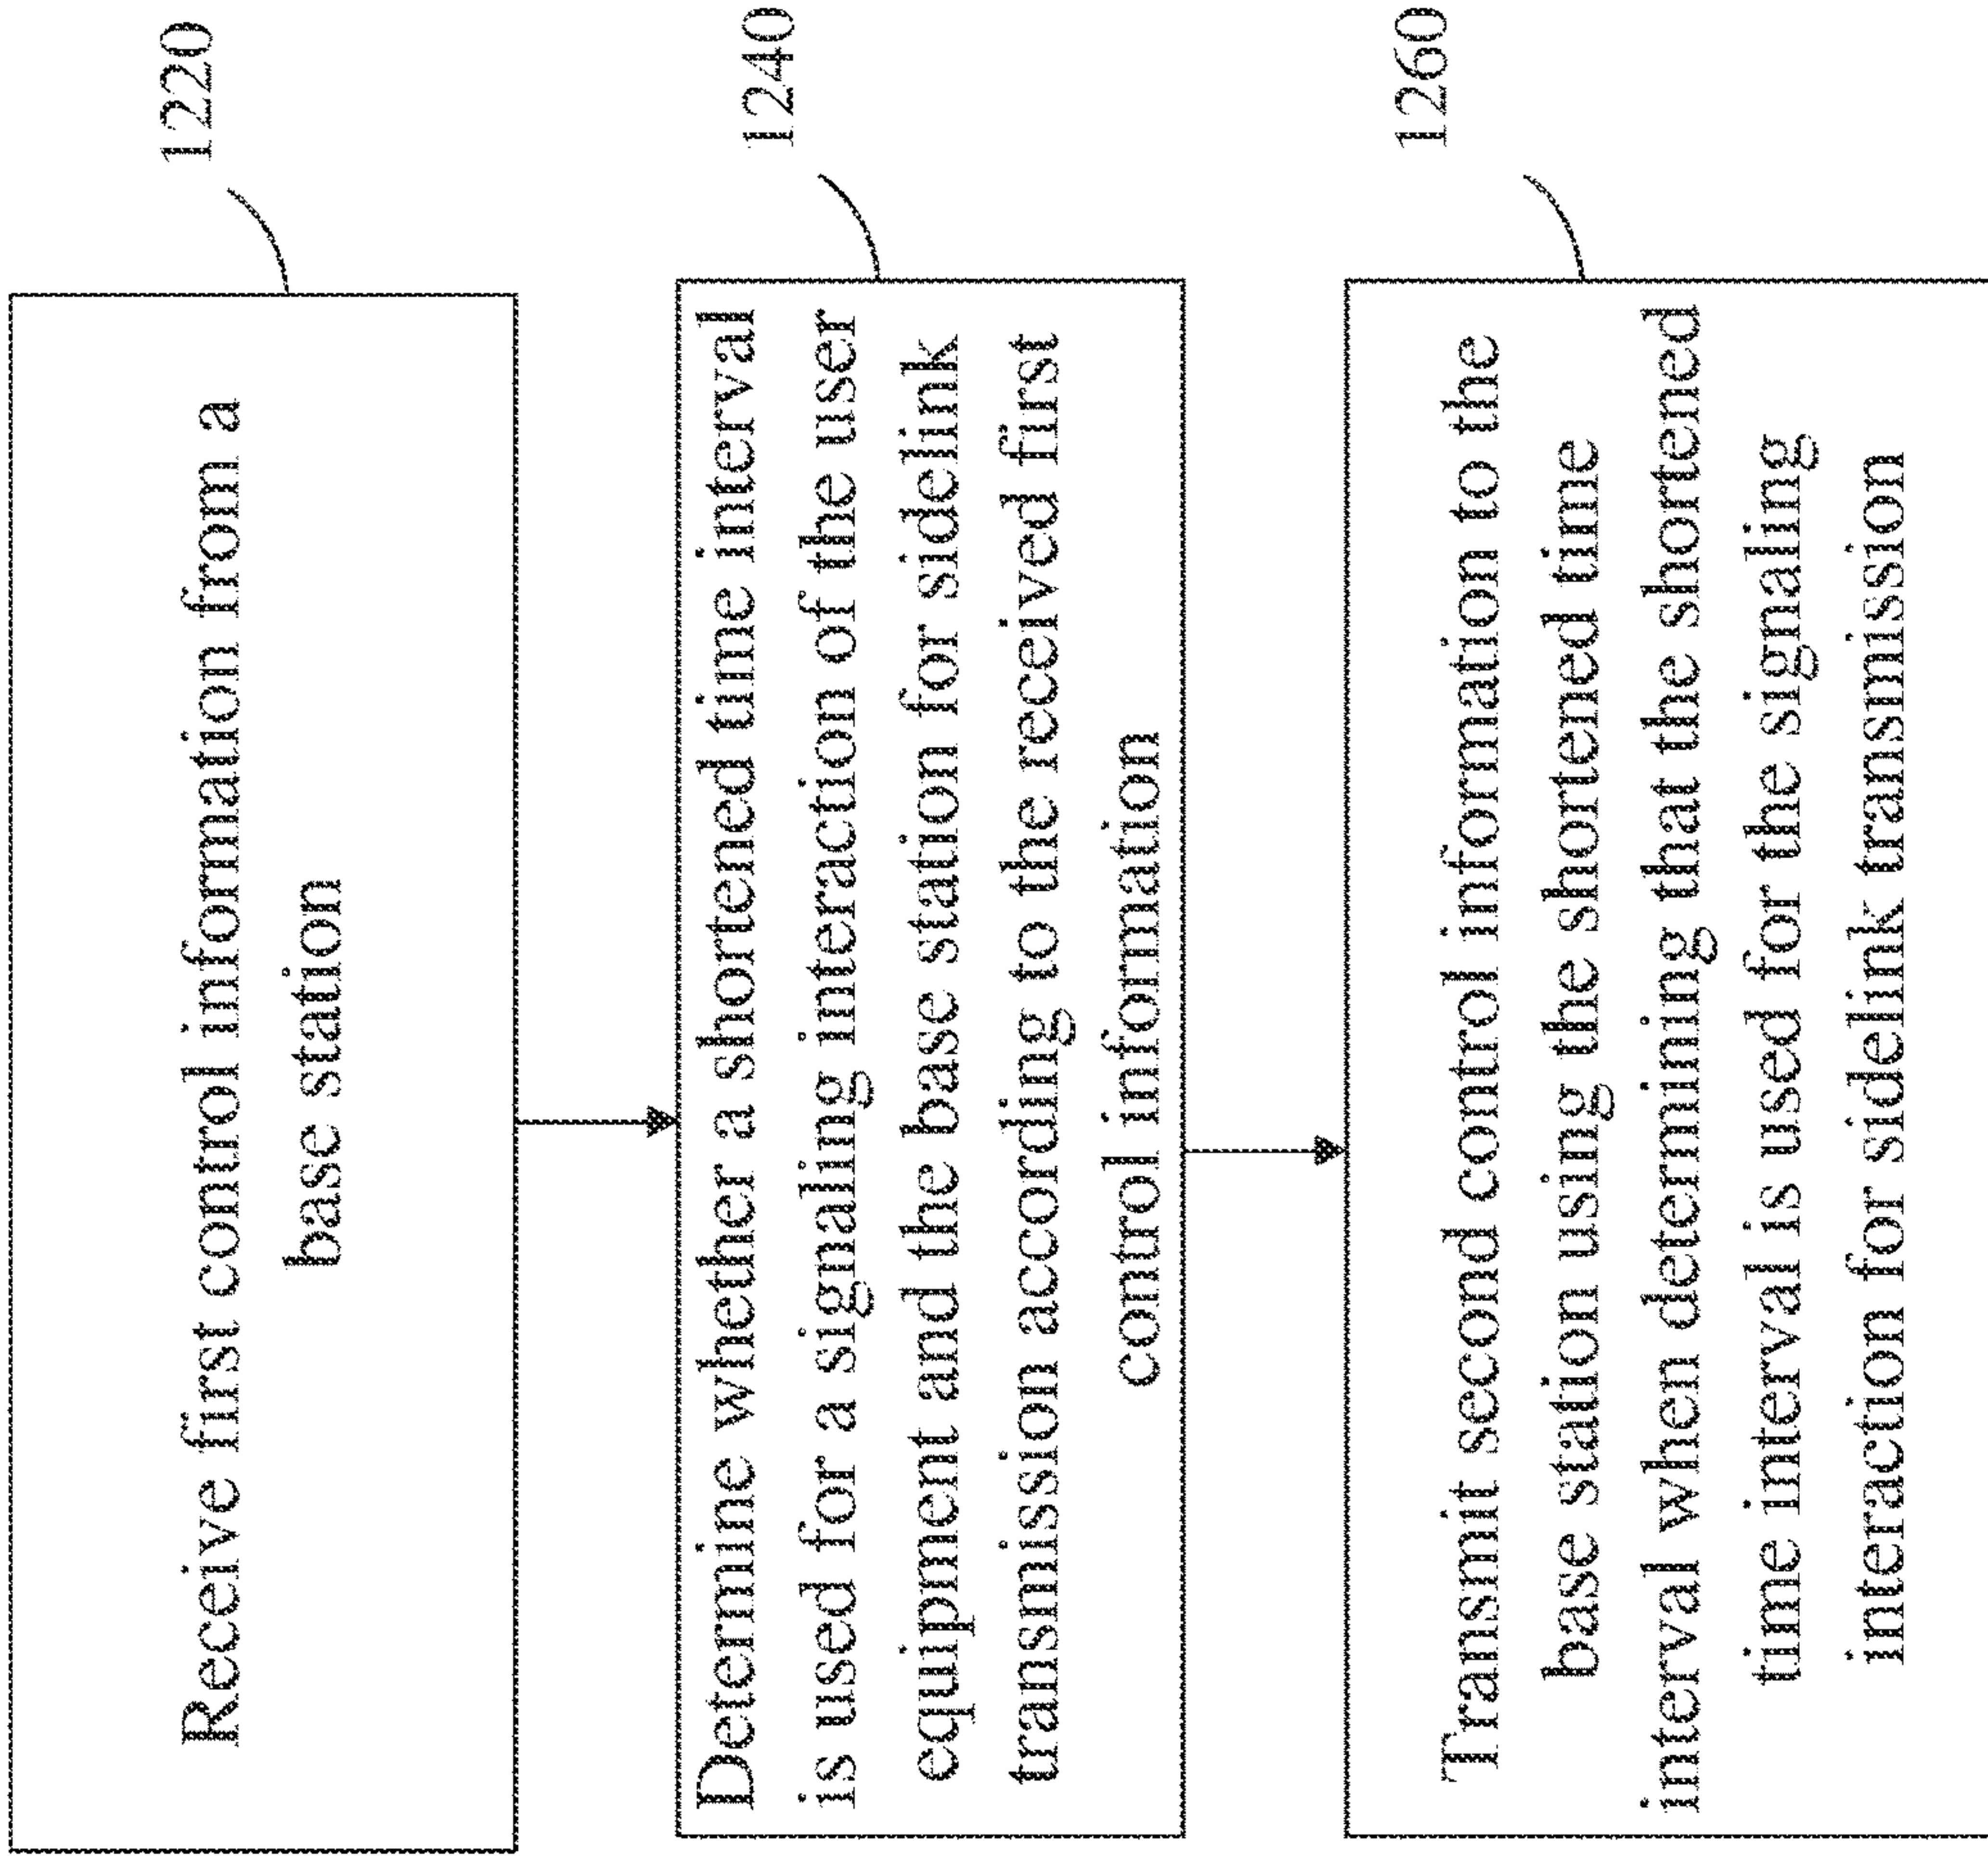 Receive first control information from a
base station
1220
Determine whether a shortened time interval
is used for a signaling interaction of the user
equipment and the base station for sidelink
transmission according to the received first
control information
1240
Transmit second control information to the
base station using the shortened time
interval when determining that the shortened
time interval is used for the signaling
interaction for sidelink transmission
1260